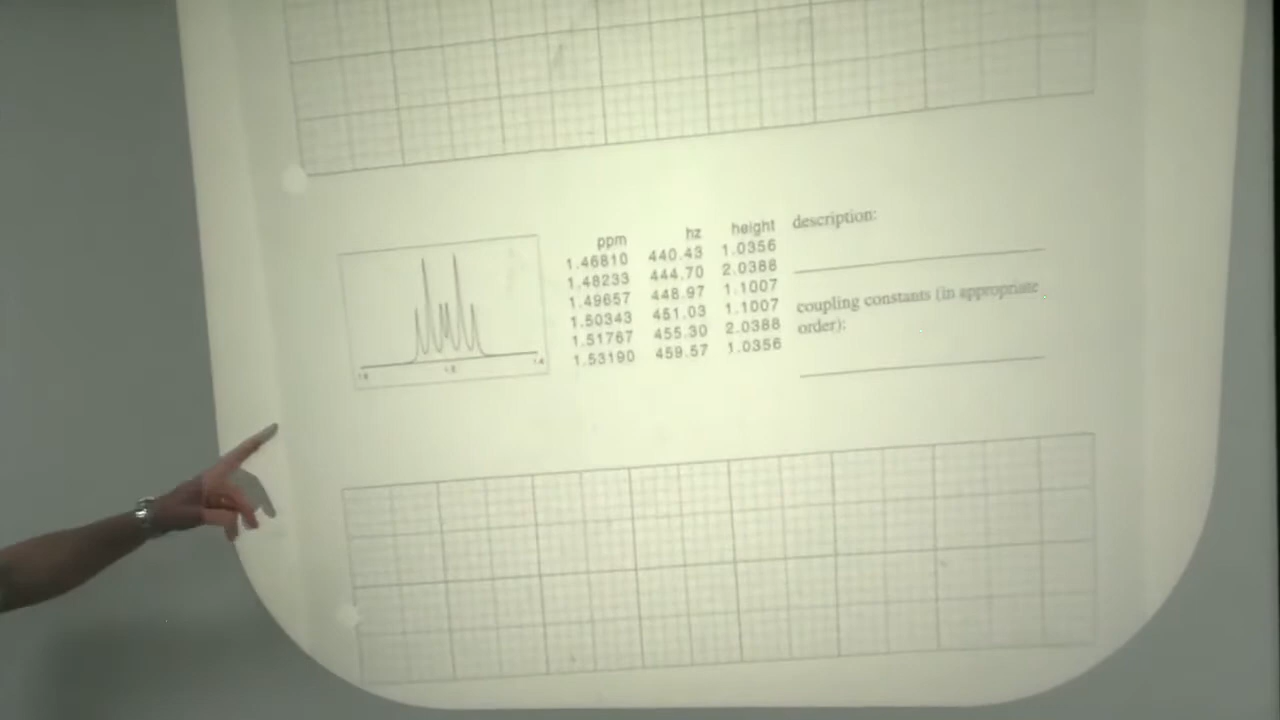 ppm hz height
1.46810 440.43 1.0356
1.48233 444.70 2.0388
1.49657 448.97 1.1007
1.50343 451.03 1.1007
1.51767 455.30 2.0388
1.53190 459.57 1.0356
description:
coupling constants (in appropriate
order):